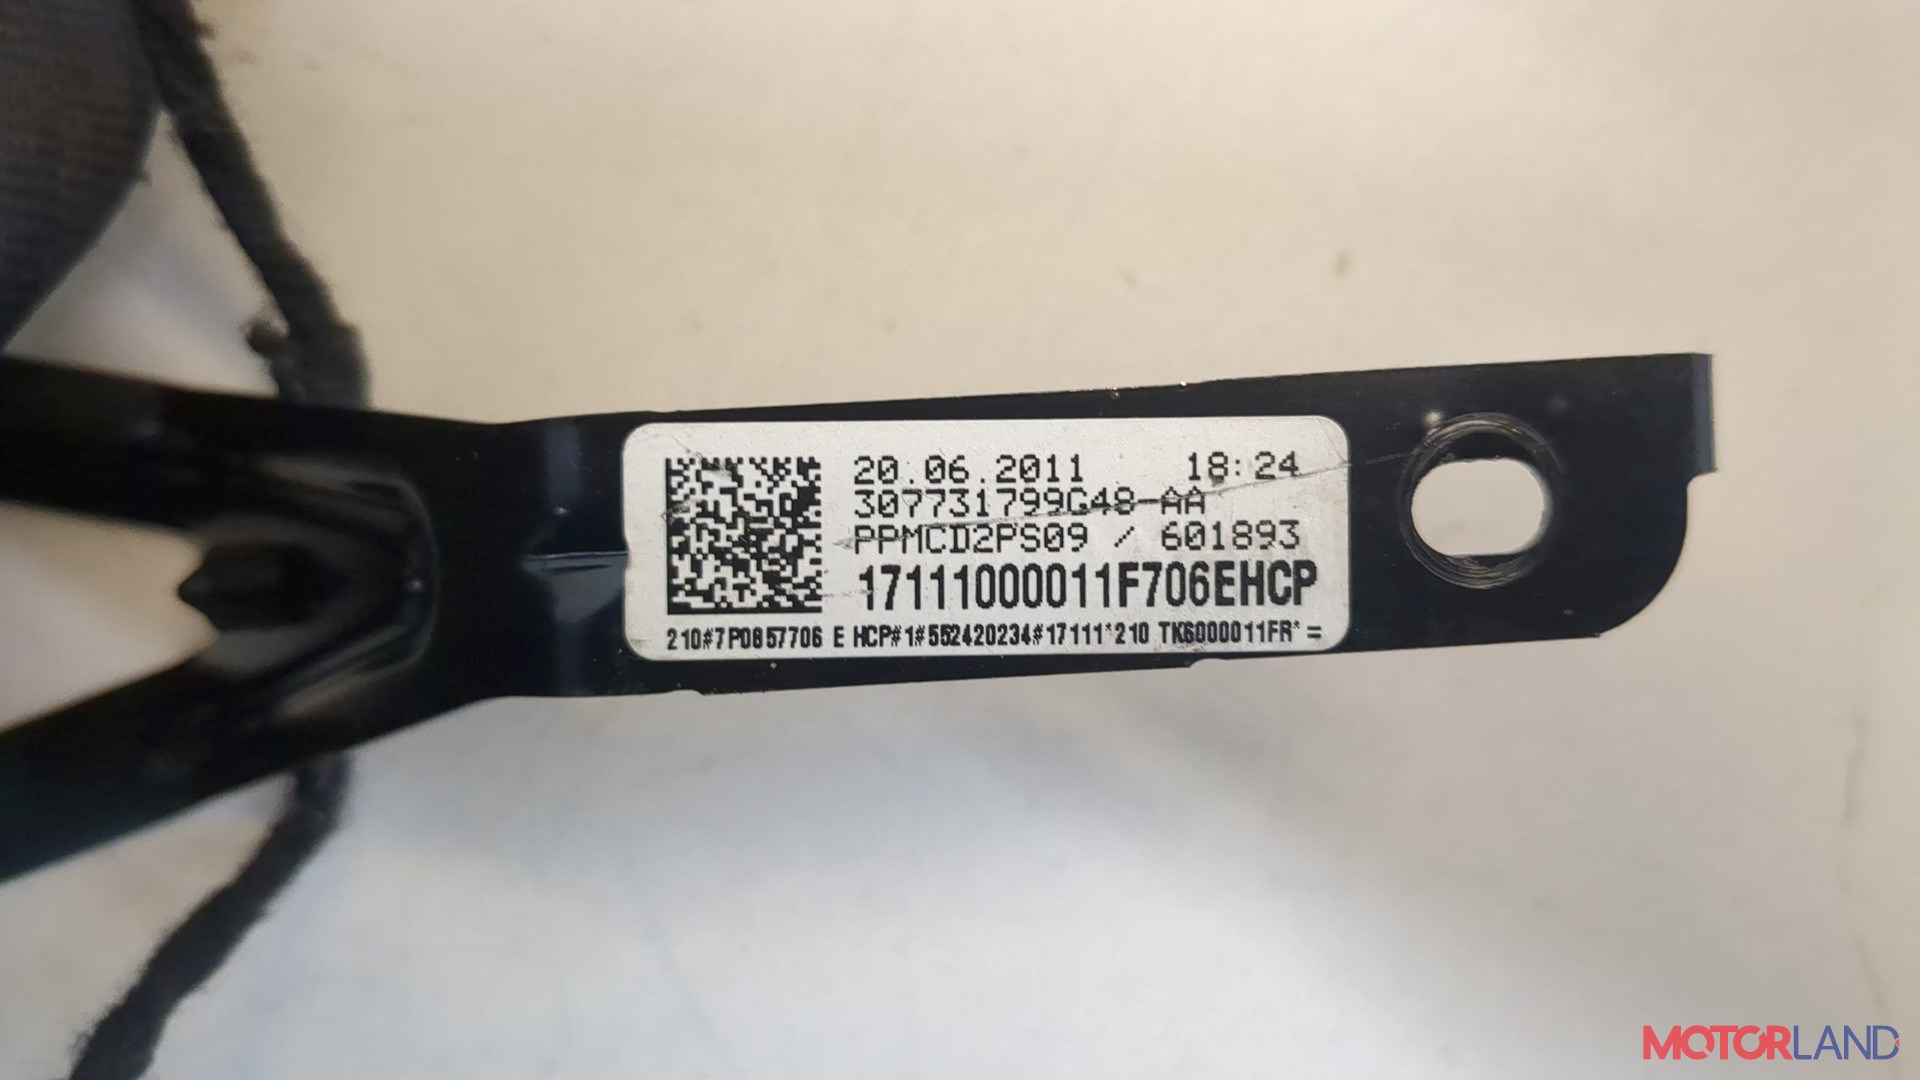 20.06.2011 18:24
307731799G48-AA
PPMCD2PS09 / 601893
17111000011F706EHCP
210#7P0857706 E HCP#1#552420234#17111*210 TK6000011FR* =
MOTORLAND